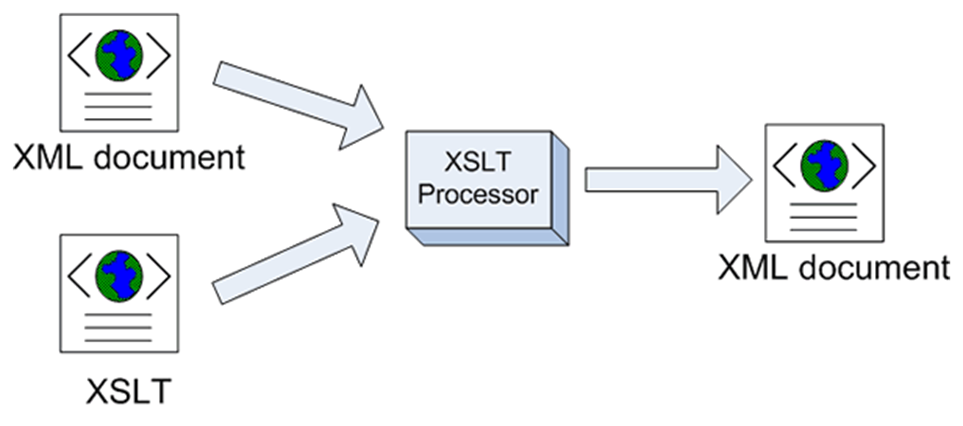 XML document
XSLT
Processor
XML document
XSLT